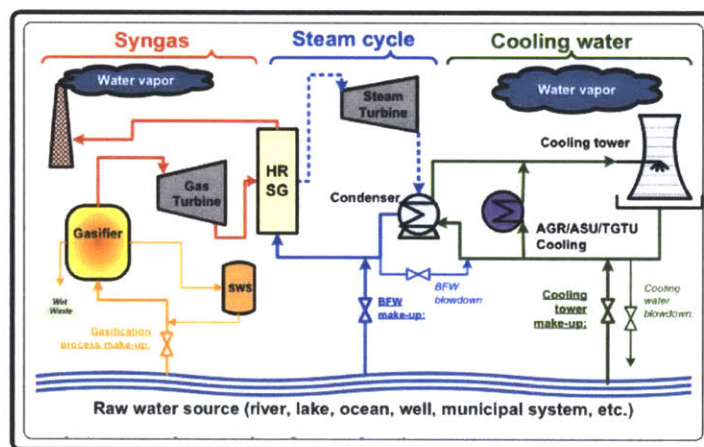 Syngas
Steam cycle
Cooling water
Water vapor
Steam
Turbine
Water vapor
Cooling tower
HR
SG
Gas
Turbine
Condenser
Gasifier
AGR/ASU/TGTU
Cooling
SWS
Wet
Waste
BFW
blowdown
Cooling
water
blowdown:
Gasification
process make-up:
BFW
make-up:
Cooling
tower
make-up:
Raw water source (river, lake, ocean, well, municipal system, etc.)